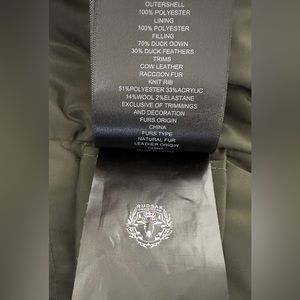 OUTERSHELL
100% POLYESTER
LINING
100% POLYESTER
FILLING
70% DUCK DOWN
30% DUCK FEATHERS
TRIMS
COW LEATHER
RACCOON FUR
KNIT RIB
51%POLYESTER 33%ACRYLIC
14%WOOL 2%ELASTANE
EXCLUSIVE OF TRIMMINGS
AND DECORATION
FURS ORIGIN
CHINA
FURS TYPE
NATURAL FUR
LEATHER ORIGIN
RUDSAK